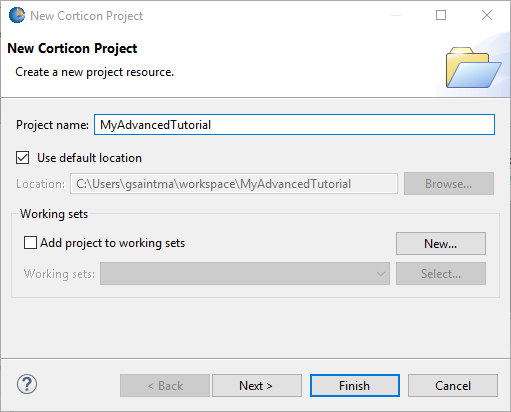 New Corticon Project
New Corticon Project
Create a new project resource.
Project name: MyAdvancedTutorial
Use default location
Location: C:\Users\gsaintma\workspace\MyAdvancedTutorial Browse...
Working sets
Add project to working sets New...
Working sets: Select...
? < Back Next > Finish Cancel